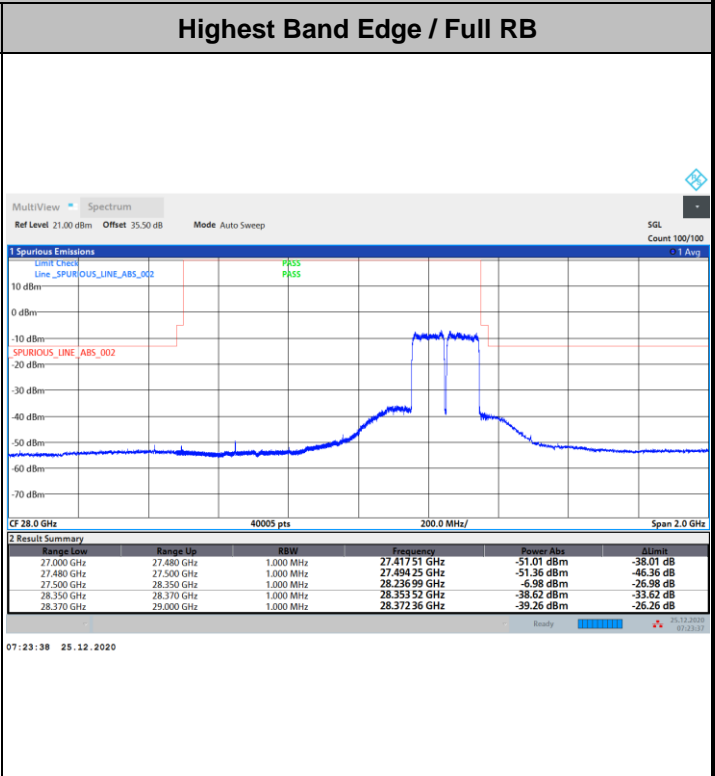 Highest Band Edge / Full RB
MultiView Spectrum
Ref Level 21.00 dBm Offset 35.50 dB Mode Auto Sweep SGL
Count 100/100
1 Spurious Emissions 1 Avg
Limit Check PASS
Line _SPURIOUS_LINE_ABS_002 PASS
10 dBm
0 dBm
-10 dBm
_SPURIOUS_LINE_ABS_002
-20 dBm
-30 dBm
-40 dBm
-50 dBm
-60 dBm
-70 dBm
CF 28.0 GHz 40005 pts 200.0 MHz/ Span 2.0 GHz
2 Result Summary
Range Low Range Up RBW Frequency Power Abs ΔLimit
27.000 GHz 27.480 GHz 1.000 MHz 27.417 51 GHz -51.01 dBm -38.01 dB
27.480 GHz 27.500 GHz 1.000 MHz 27.494 25 GHz -51.36 dBm -46.36 dB
27.500 GHz 28.350 GHz 1.000 MHz 28.236 99 GHz -6.98 dBm -26.98 dB
28.350 GHz 28.370 GHz 1.000 MHz 28.353 52 GHz -38.62 dBm -33.62 dB
28.370 GHz 29.000 GHz 1.000 MHz 28.372 36 GHz -39.26 dBm -26.26 dB
Ready 25.12.2020
07:23:37
07:23:38 25.12.2020